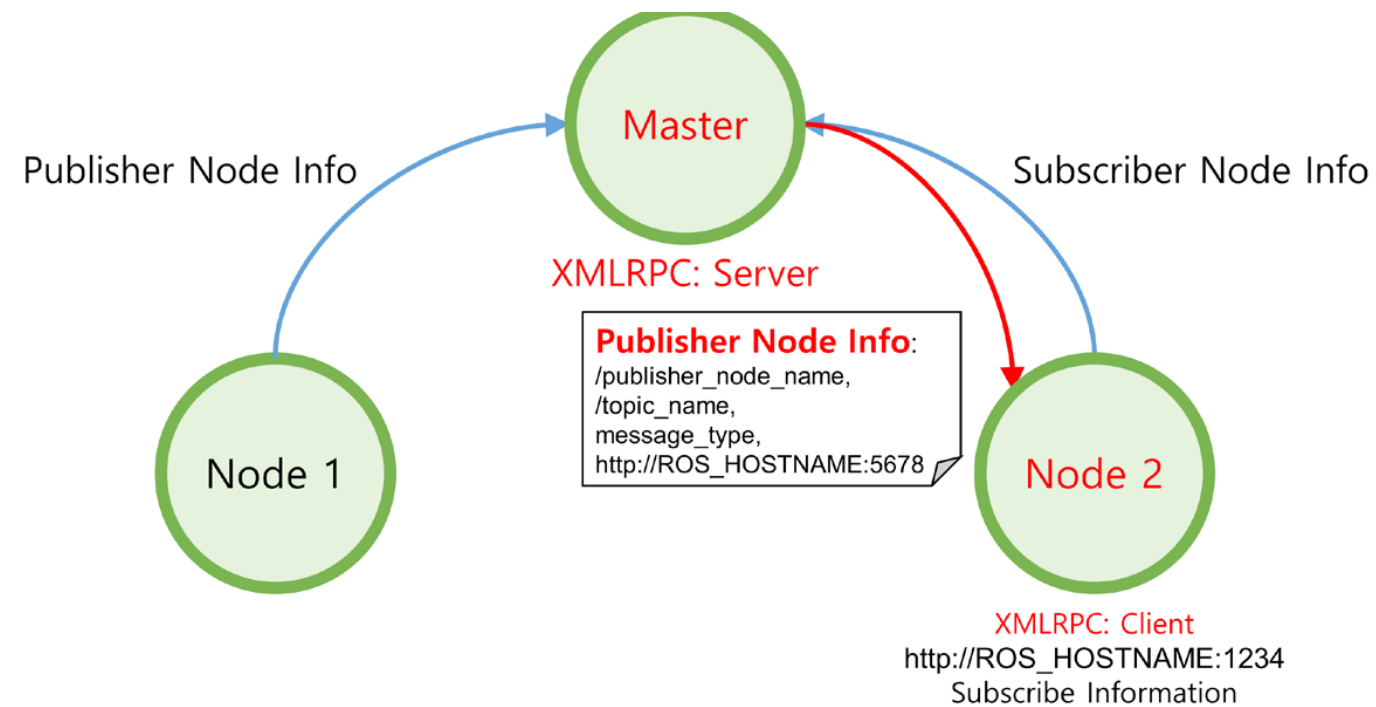 Master
Publisher Node Info
Subscriber Node Info
XMLRPC: Server
Publisher Node Info:
/publisher_node_name,
/topic_name,
message_type,
http://ROS_HOSTNAME:5678
Node 1
Node 2
XMLRPC: Client
http://ROS_HOSTNAME:1234
Subscribe Information